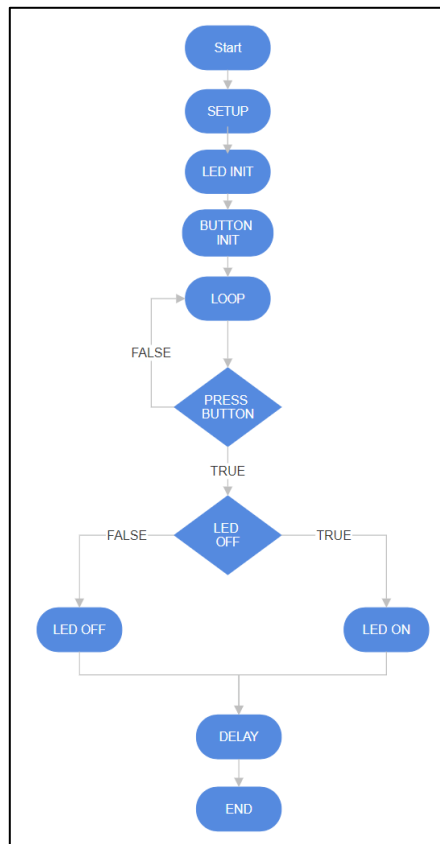 Start
SETUP
LED INIT
BUTTON
INIT
LOOP
FALSE
PRESS
BUTTON
TRUE
LED
OFF
FALSE
TRUE
LED OFF
LED ON
DELAY
END